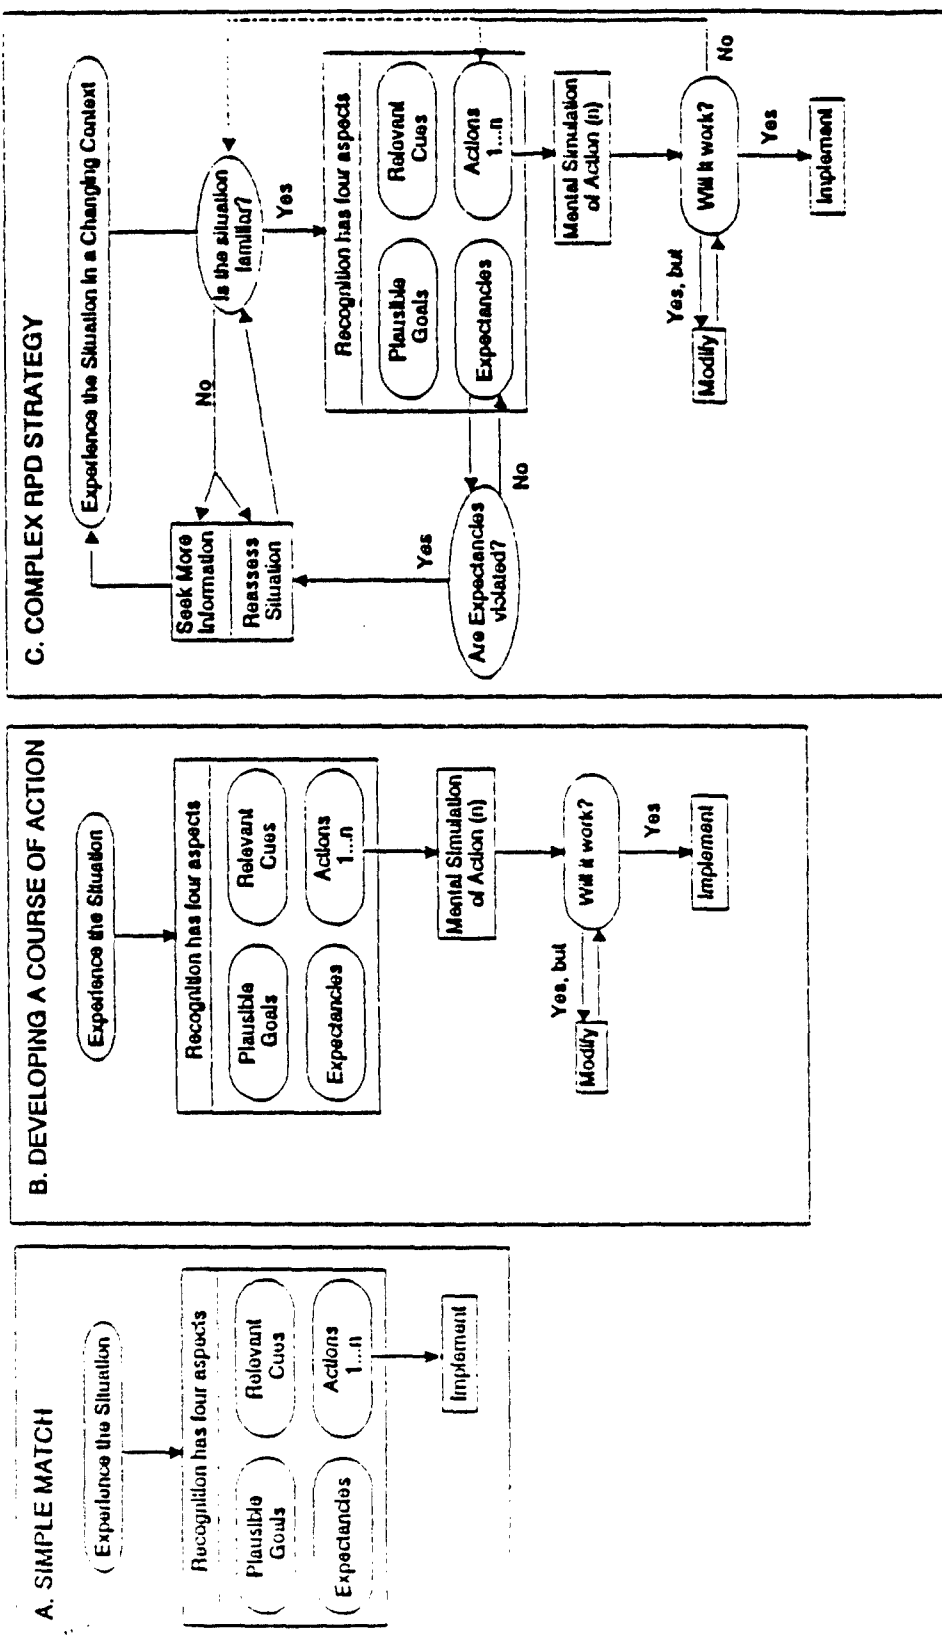 A. SIMPLE MATCH
Experience the Situation
Recognition has four aspects
Plausible
Goals
Relevant
Cues
Expectancies
Actions
1...n
Implement
B. DEVELOPING A COURSE OF ACTION
Experience the Situation
Recognition has four aspects
Plausible
Goals
Relevant
Cues
Expectancies
Actions
1...n
Mental Simulation
of Action (n)
Will it work?
Yes, but
Modify
Yes
Implement
C. COMPLEX RPD STRATEGY
Experience the Situation in a Changing Context
Seek More
Information
Reassess
Situation
No
Is the situation
familiar?
Yes
Recognition has four aspects
Plausible
Goals
Relevant
Cues
Expectancies
Actions
1...n
Yes
Are Expectancies
violated?
No
Mental Simulation
of Action (n)
Will it work?
No
Yes, but
Modify
Yes
Implement